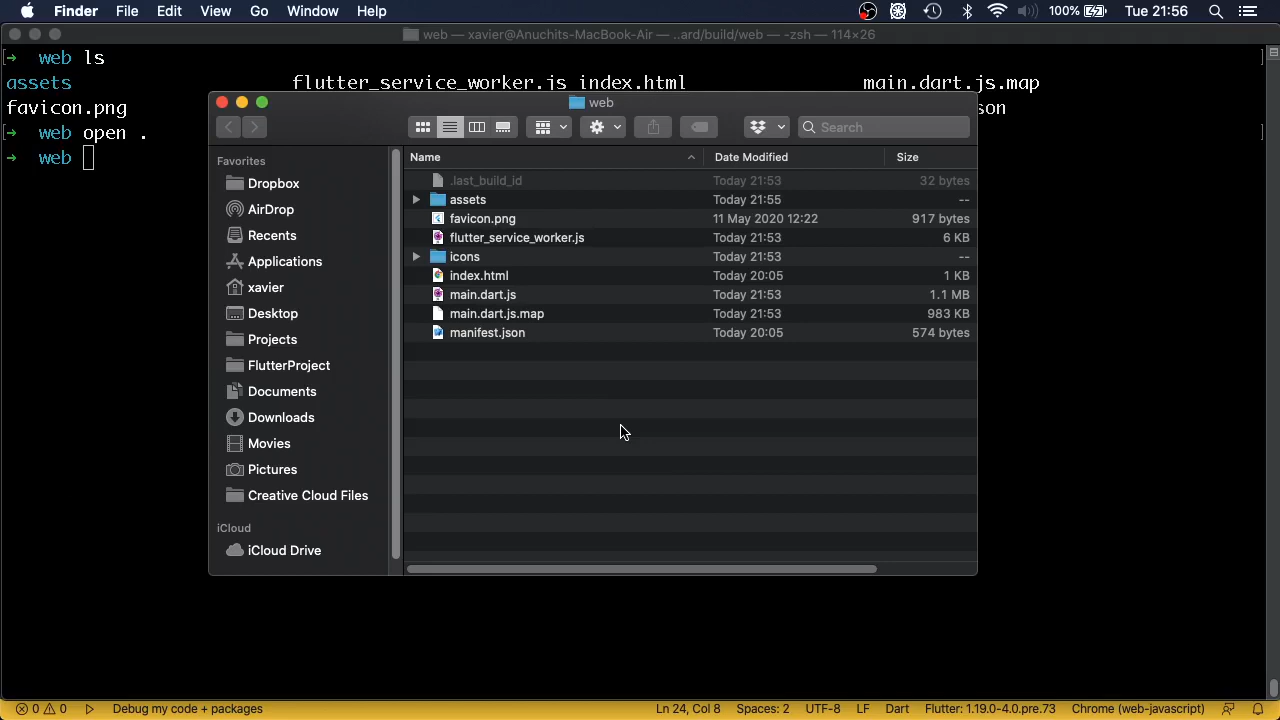 Finder File Edit View Go Window Help 100% Tue 21:56
web — xavier@Anuchits-MacBook-Air — ..ard/build/web — -zsh — 114×26
[→ web ls ]
assets flutter_service_worker.js index.html main.dart.js.map
favicon.png son
[→ web open . ]
→ web
web
Search
Favorites
Dropbox
AirDrop
Recents
Applications
xavier
Desktop
Projects
FlutterProject
Documents
Downloads
Movies
Pictures
Creative Cloud Files
iCloud
iCloud Drive
Name Date Modified Size
.last_build_id Today 21:53 32 bytes
assets Today 21:55 --
favicon.png 11 May 2020 12:22 917 bytes
flutter_service_worker.js Today 21:53 6 KB
icons Today 21:53 --
index.html Today 20:05 1 KB
main.dart.js Today 21:53 1.1 MB
main.dart.js.map Today 21:53 983 KB
manifest.json Today 20:05 574 bytes
0 0 Debug my code + packages Ln 24, Col 8 Spaces: 2 UTF-8 LF Dart Flutter: 1.19.0-4.0.pre.73 Chrome (web-javascript)